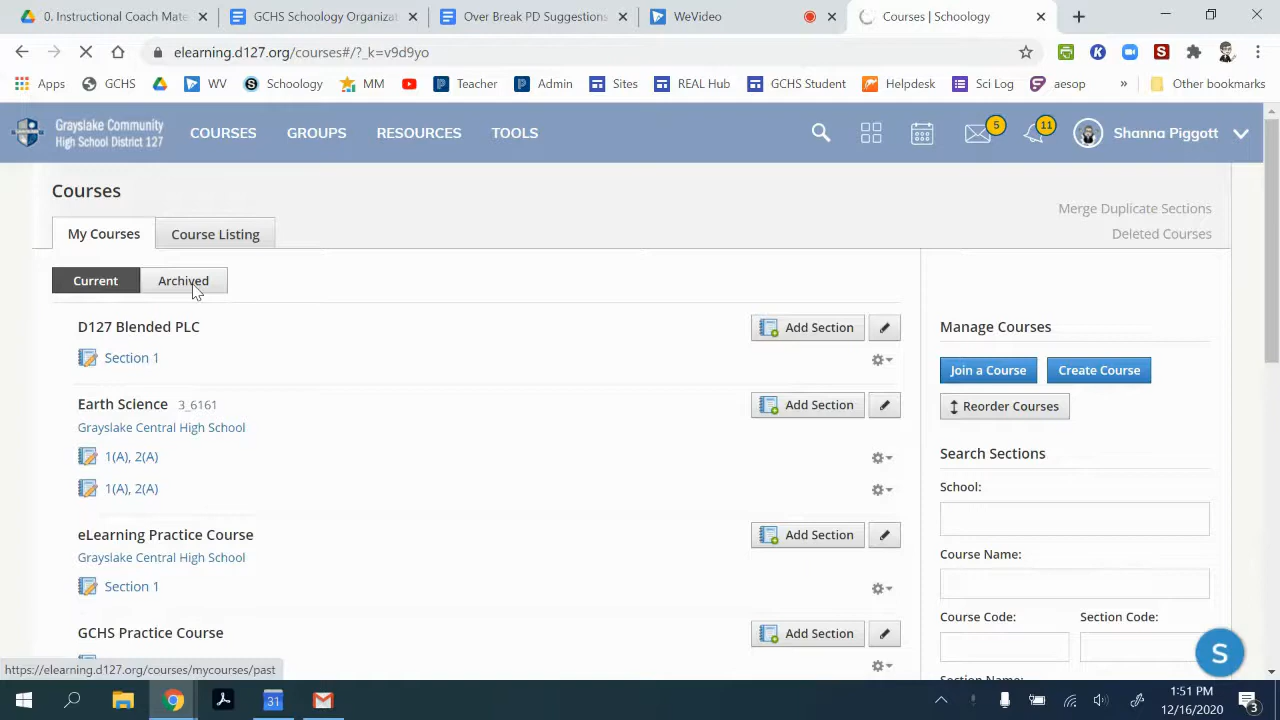 0. Instructional Coach Mate
GCHS Schoology Organizat
Over Break PD Suggestions
WeVideo
Courses | Schoology
elearning.d127.org/courses#/?_k=v9d9yo
Apps
GCHS
WV
Schoology
MM
Teacher
Admin
Sites
REAL Hub
GCHS Student
Helpdesk
Sci Log
aesop
»
Other bookmarks
Grayslake Community
High School District 127
COURSES
GROUPS
RESOURCES
TOOLS
5
11
Shanna Piggott
Courses
Merge Duplicate Sections
Deleted Courses
My Courses
Course Listing
Current
Archived
D127 Blended PLC
Add Section
Section 1
Earth Science 3_6161
Add Section
Grayslake Central High School
1(A), 2(A)
1(A), 2(A)
eLearning Practice Course
Add Section
Grayslake Central High School
Section 1
GCHS Practice Course
Add Section
Manage Courses
Join a Course
Create Course
Reorder Courses
Search Sections
School:
Course Name:
Course Code:
Section Code:
S
https://elearning.d127.org/courses/mycourses/past
31
1:51 PM
12/16/2020
3